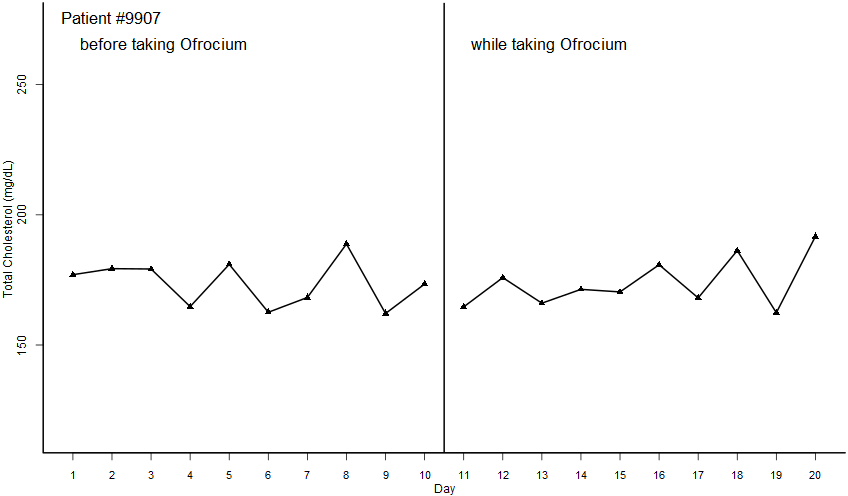 Patient #9907
before taking Ofrocium
while taking Ofrocium
Total Cholesterol (mg/dL)
250
200
150
1 2 3 4 5 6 7 8 9 10 11 12 13 14 15 16 17 18 19 20
Day